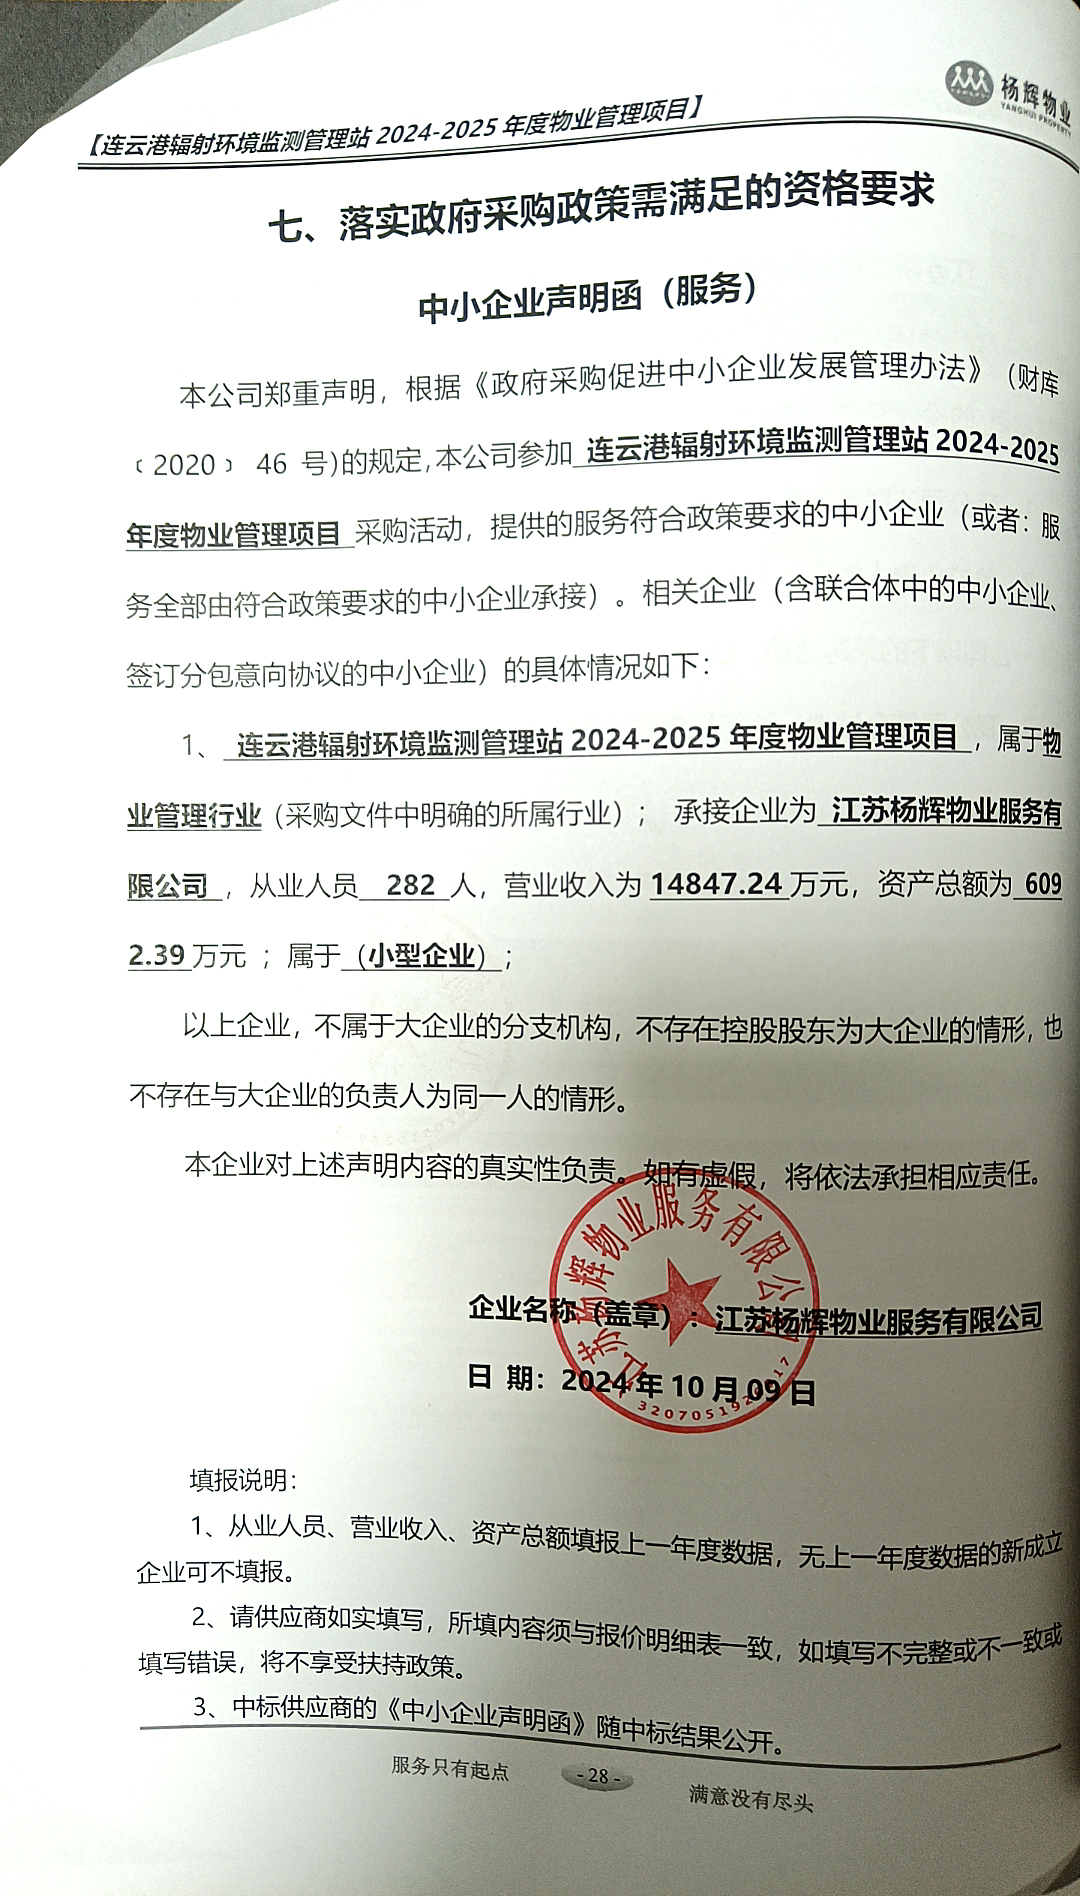 【连云港辐射环境监测管理站 2024-2025 年度物业管理项目】
杨辉物业
YANGHUI PROPERTY
七、落实政府采购政策需满足的资格要求
中小企业声明函（服务）
本公司郑重声明，根据《政府采购促进中小企业发展管理办法》（财库
﹝2020﹞ 46 号)的规定,本公司参加 连云港辐射环境监测管理站 2024-2025
年度物业管理项目 采购活动，提供的服务符合政策要求的中小企业（或者：服
务全部由符合政策要求的中小企业承接）。相关企业（含联合体中的中小企业、
签订分包意向协议的中小企业）的具体情况如下：
1、 连云港辐射环境监测管理站 2024-2025 年度物业管理项目 ，属于物
业管理行业（采购文件中明确的所属行业）； 承接企业为 江苏杨辉物业服务有
限公司 ，从业人员 282 人，营业收入为 14847.24 万元，资产总额为 609
2.39 万元 ；属于（小型企业）；
以上企业，不属于大企业的分支机构，不存在控股股东为大企业的情形，也
不存在与大企业的负责人为同一人的情形。
本企业对上述声明内容的真实性负责。如有虚假，将依法承担相应责任。
江苏杨辉物业服务有限公司
企业名称（盖章）：江苏杨辉物业服务有限公司
日 期：2024 年 10 月 09 日
填报说明：
1、从业人员、营业收入、资产总额填报上一年度数据，无上一年度数据的新成立
企业可不填报。
2、请供应商如实填写，所填内容须与报价明细表一致，如填写不完整或不一致或
填写错误，将不享受扶持政策。
3、中标供应商的《中小企业声明函》随中标结果公开。
服务只有起点
- 28 -
满意没有尽头